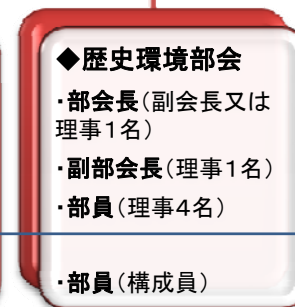 ◆歴史環境部会
・部会長(副会長又は
理事1名)
・副部会長(理事1名)
・部員(理事4名)
・部員(構成員)